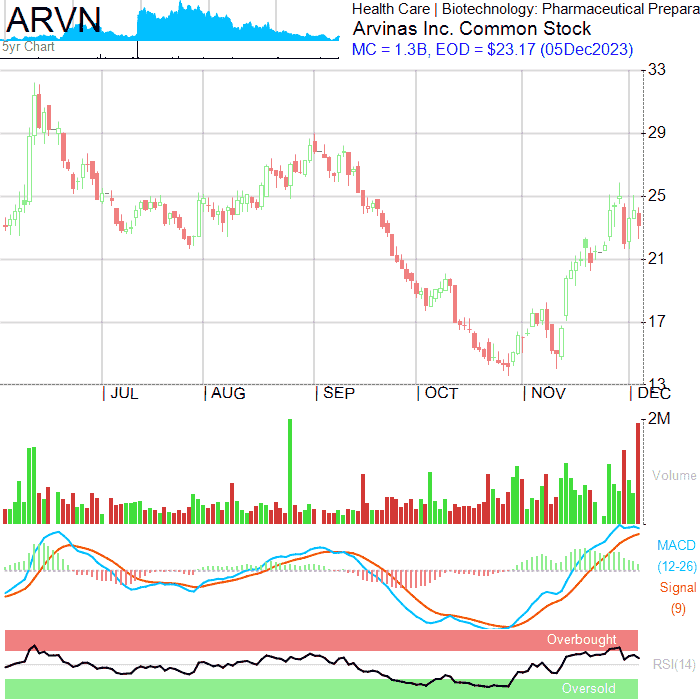 ARVN
5yr Chart
Health Care | Biotechnology: Pharmaceutical Prepara
Arvinas Inc. Common Stock
MC = 1.3B, EOD = $23.17 (05Dec2023)
33
29
25
21
17
13
JUL
AUG
SEP
OCT
NOV
DEC
2M
Volume
MACD
(12-26)
Signal
(9)
Overbought
RSI(14)
Oversold